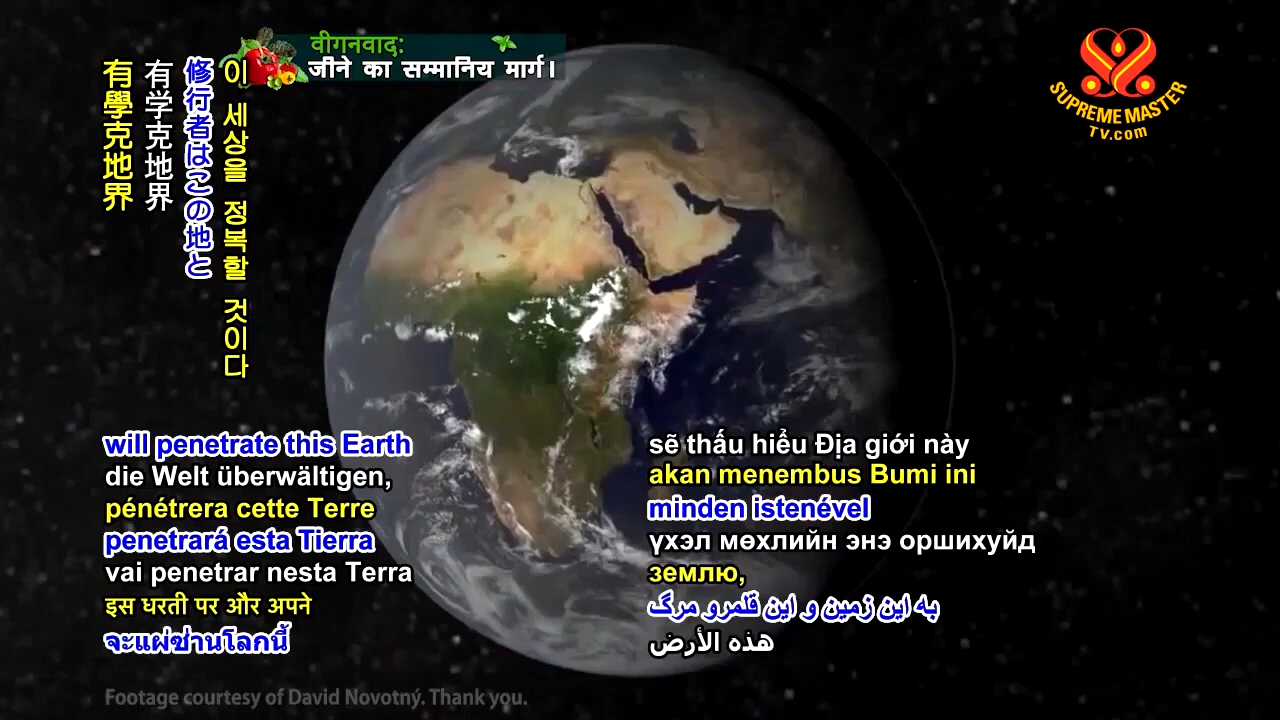 वीगनवाद:
जीने का सम्मानिय मार्ग।
SUPREME MASTER
TV.com
이 세상을 정복할 것이다
修行者はこの地と
有学克地界
有學克地界
will penetrate this Earth
die Welt überwältigen,
pénétrera cette Terre
penetrará esta Tierra
vai penetrar nesta Terra
इस धरती पर और अपने
จะแผ่ซ่านโลกนี้
sẽ thấu hiểu Địa giới này
akan menembus Bumi ini
minden istenével
үхэл мөхлийн энэ оршихуйд
землю,
به این زمین و این قلمرو مرگ
هذه الأرض
Footage courtesy of David Novotný. Thank you.